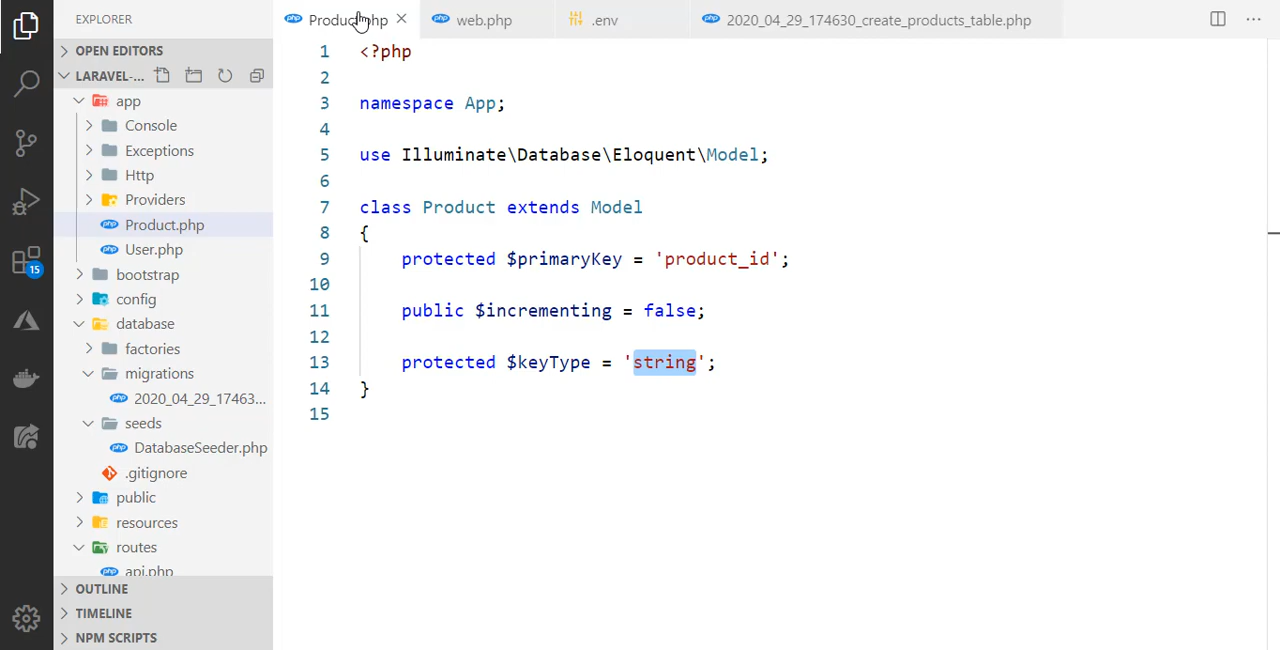 EXPLORER
OPEN EDITORS
LARAVEL-...
app
Console
Exceptions
Http
Providers
Product.php
User.php
bootstrap
config
database
factories
migrations
2020_04_29_17463...
seeds
DatabaseSeeder.php
.gitignore
public
resources
routes
api.php
OUTLINE
TIMELINE
NPM SCRIPTS
15
Product.php
web.php
.env
2020_04_29_174630_create_products_table.php
1 <?php
2
3 namespace App;
4
5 use Illuminate\Database\Eloquent\Model;
6
7 class Product extends Model
8 {
9 protected $primaryKey = 'product_id';
10
11 public $incrementing = false;
12
13 protected $keyType = 'string';
14 }
15